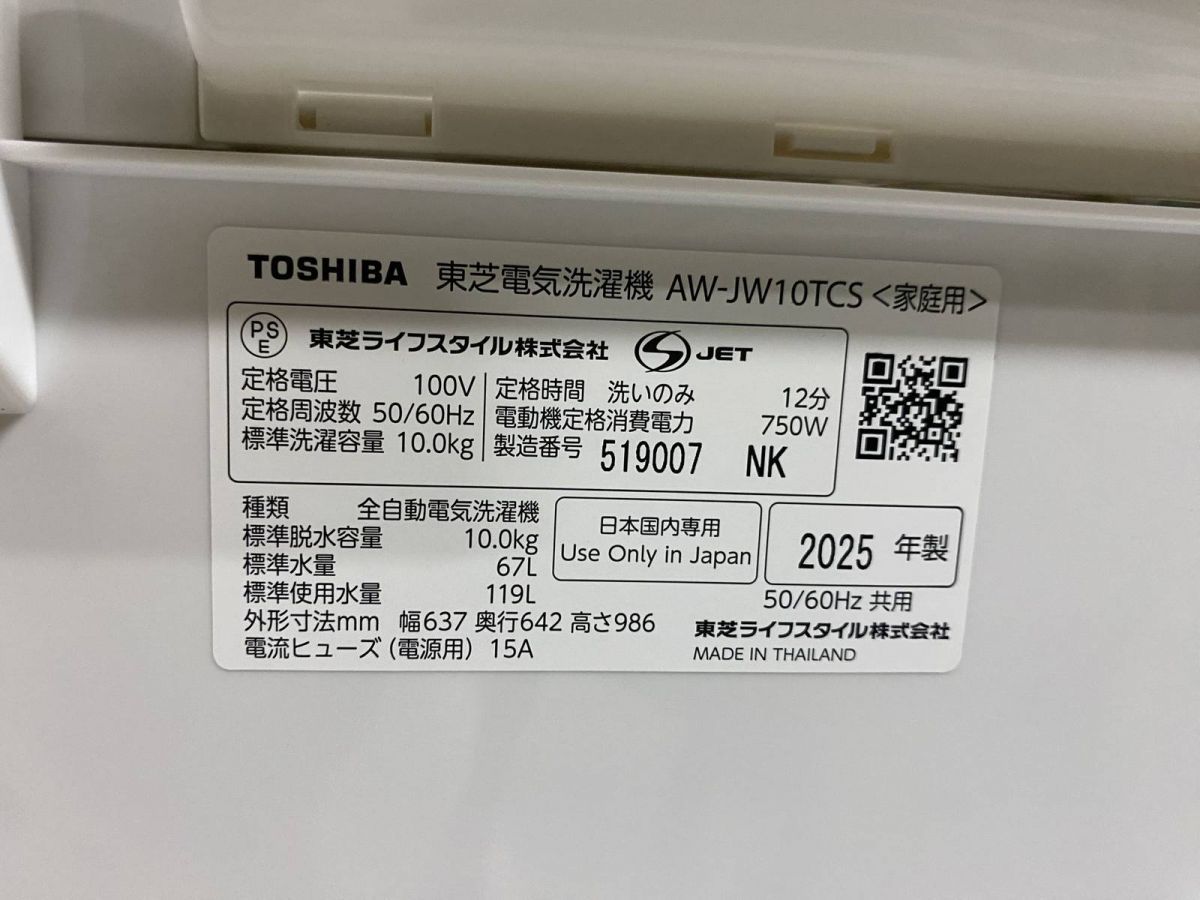 TOSHIBA 東芝電気洗濯機 AW-JW10TCS <家庭用>
PSE 東芝ライフスタイル株式会社 S JET
定格電圧 100V
定格周波数 50/60Hz
標準洗濯容量 10.0kg
定格時間 洗いのみ 12分
電動機定格消費電力 750W
製造番号 519007 NK
種類 全自動電気洗濯機
標準脱水容量 10.0kg
標準水量 67L
標準使用水量 119L
外形寸法mm 幅637 奥行642 高さ986
電流ヒューズ (電源用) 15A
日本国内専用
Use Only in Japan
2025 年製
50/60Hz 共用
東芝ライフスタイル株式会社
MADE IN THAILAND